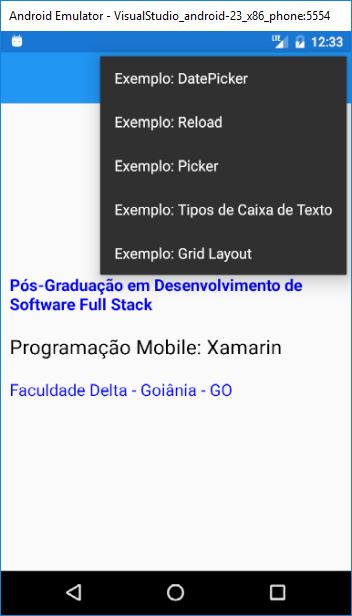 Android Emulator - VisualStudio_android-23_x86_phone:5554
LTE 12:33
Exemplo: DatePicker
Exemplo: Reload
Exemplo: Picker
Exemplo: Tipos de Caixa de Texto
Exemplo: Grid Layout
Pós-Graduação em Desenvolvimento de
Software Full Stack
Programação Mobile: Xamarin
Faculdade Delta - Goiânia - GO